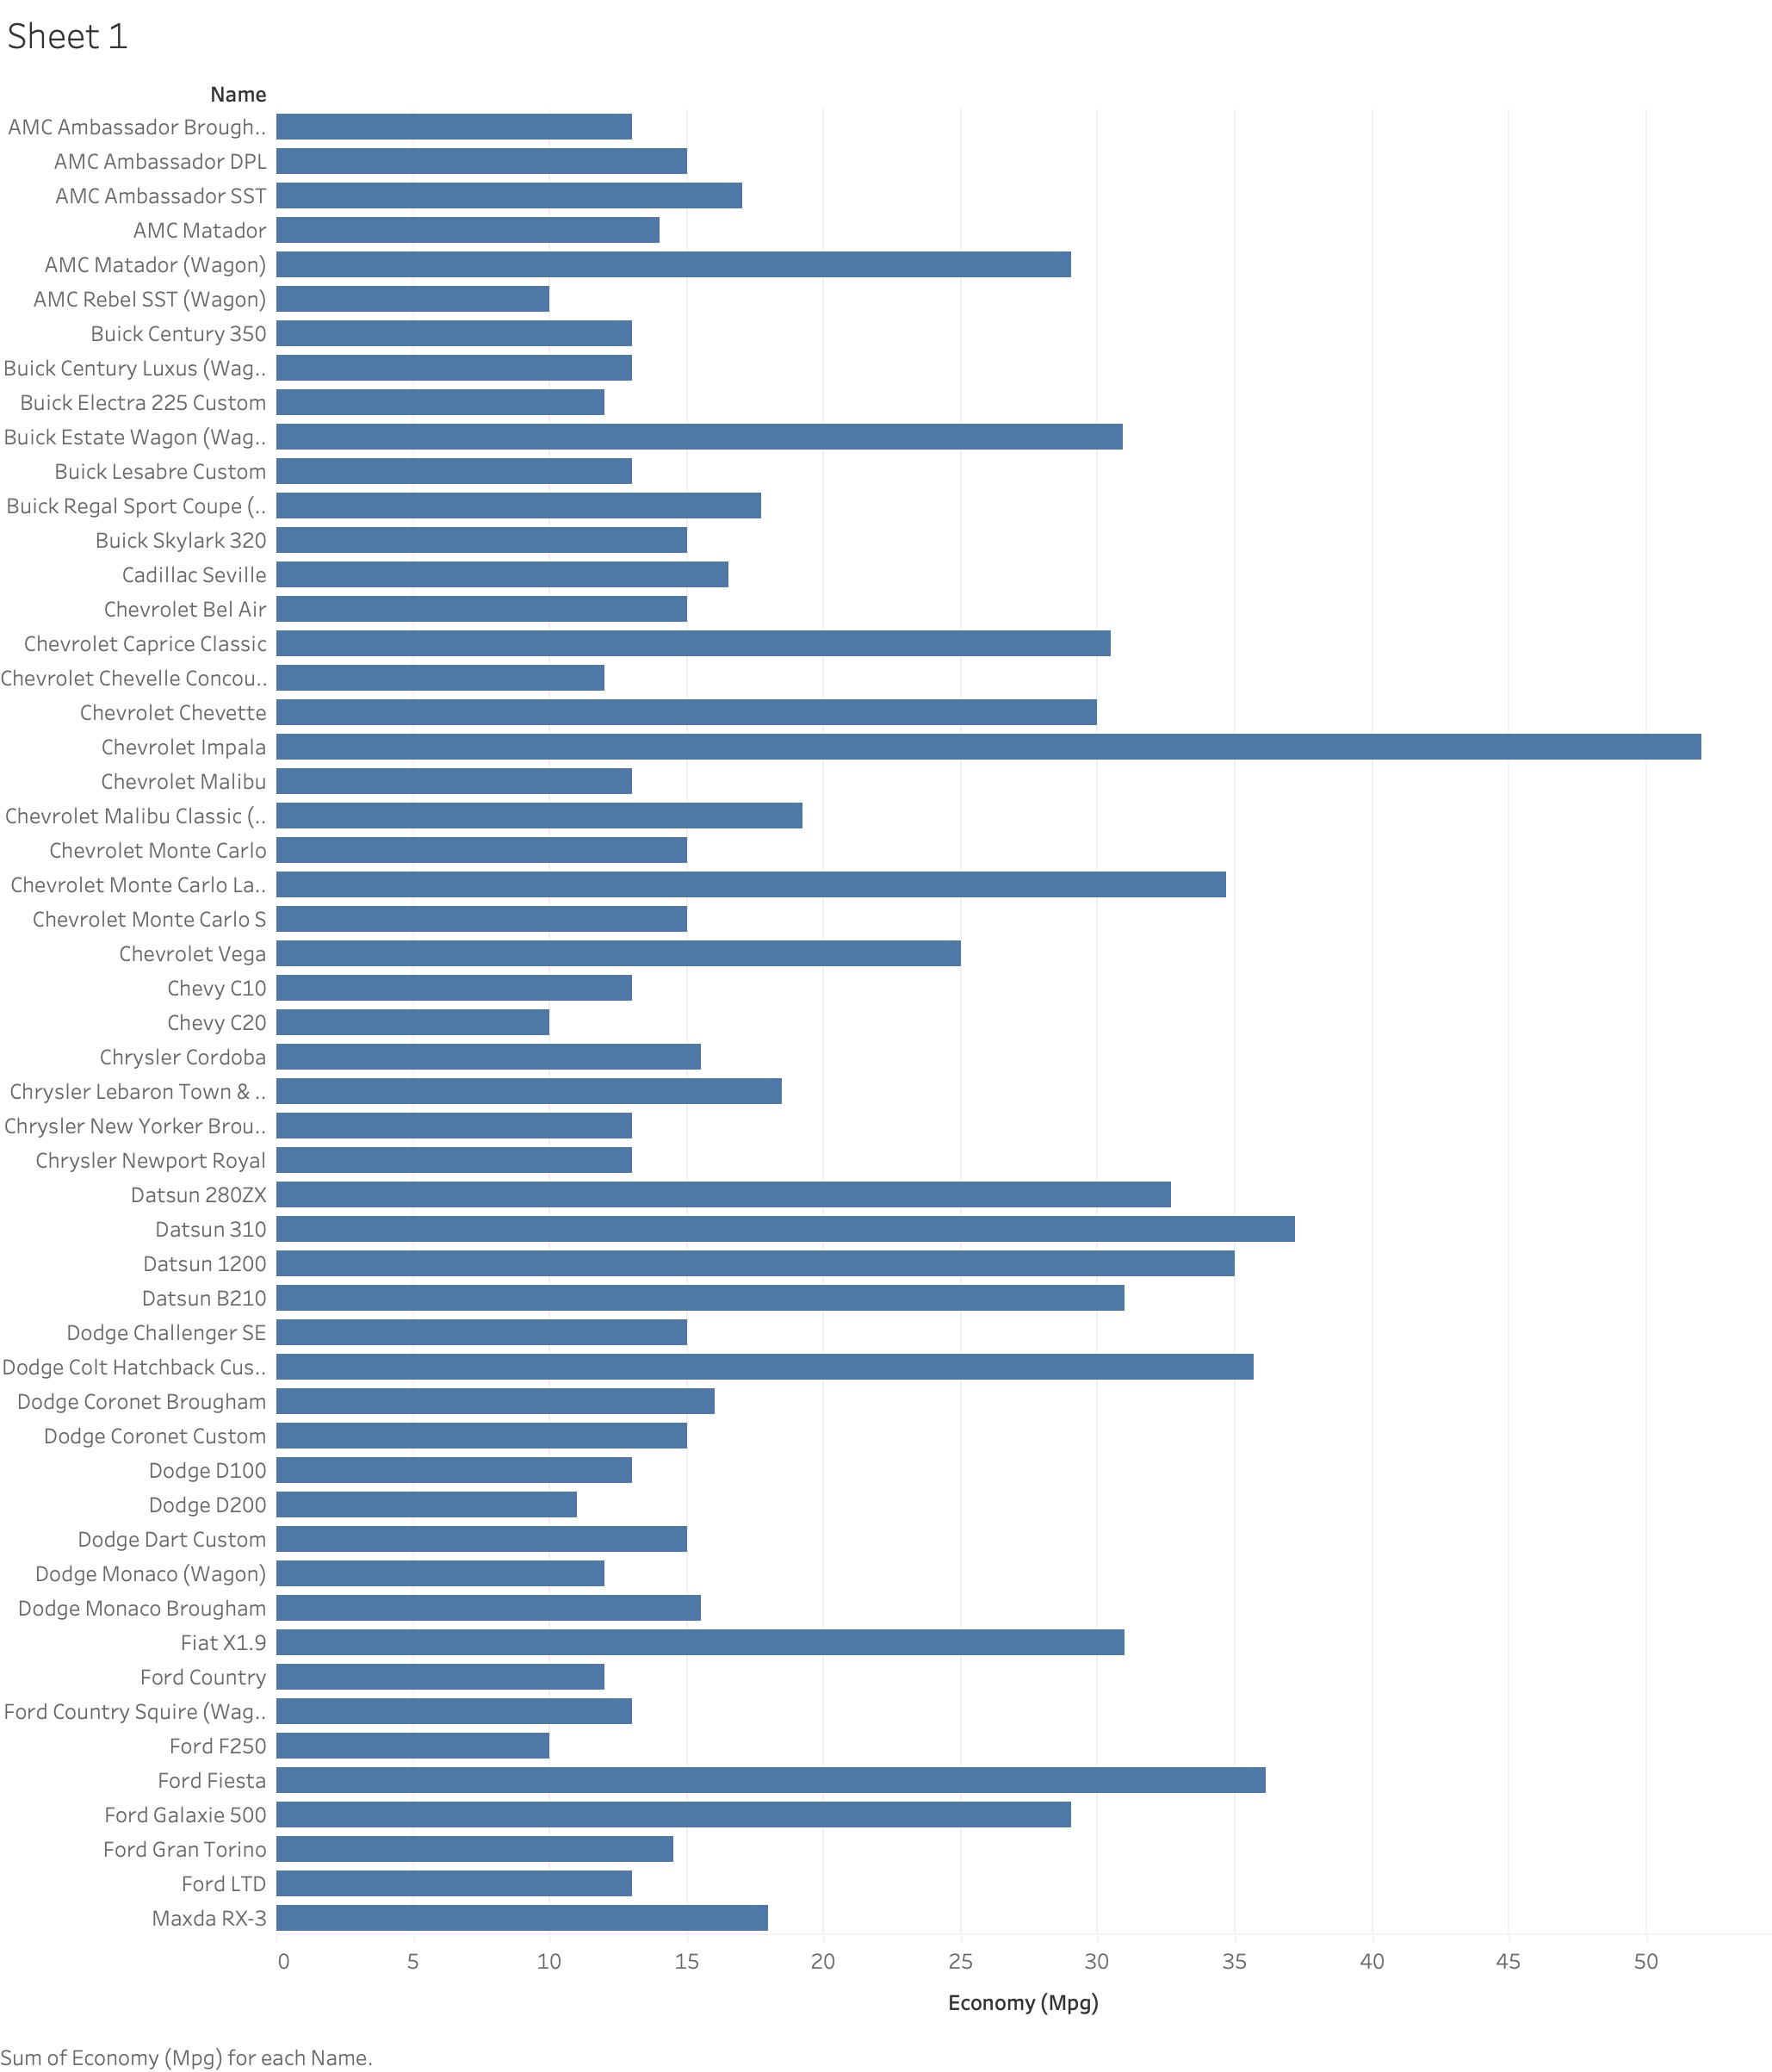 Sheet 1
Name
AMC Ambassador Brough..
AMC Ambassador DPL
AMC Ambassador SST
AMC Matador
AMC Matador (Wagon)
AMC Rebel SST (Wagon)
Buick Century 350
Buick Century Luxus (Wag..
Buick Electra 225 Custom
Buick Estate Wagon (Wag..
Buick Lesabre Custom
Buick Regal Sport Coupe (..
Buick Skylark 320
Cadillac Seville
Chevrolet Bel Air
Chevrolet Caprice Classic
Chevrolet Chevelle Concou..
Chevrolet Chevette
Chevrolet Impala
Chevrolet Malibu
Chevrolet Malibu Classic (..
Chevrolet Monte Carlo
Chevrolet Monte Carlo La..
Chevrolet Monte Carlo S
Chevrolet Vega
Chevy C10
Chevy C20
Chrysler Cordoba
Chrysler Lebaron Town & ..
Chrysler New Yorker Brou..
Chrysler Newport Royal
Datsun 280ZX
Datsun 310
Datsun 1200
Datsun B210
Dodge Challenger SE
Dodge Colt Hatchback Cus..
Dodge Coronet Brougham
Dodge Coronet Custom
Dodge D100
Dodge D200
Dodge Dart Custom
Dodge Monaco (Wagon)
Dodge Monaco Brougham
Fiat X1.9
Ford Country
Ford Country Squire (Wag..
Ford F250
Ford Fiesta
Ford Galaxie 500
Ford Gran Torino
Ford LTD
Maxda RX-3
0 5 10 15 20 25 30 35 40 45 50
Economy (Mpg)
Sum of Economy (Mpg) for each Name.